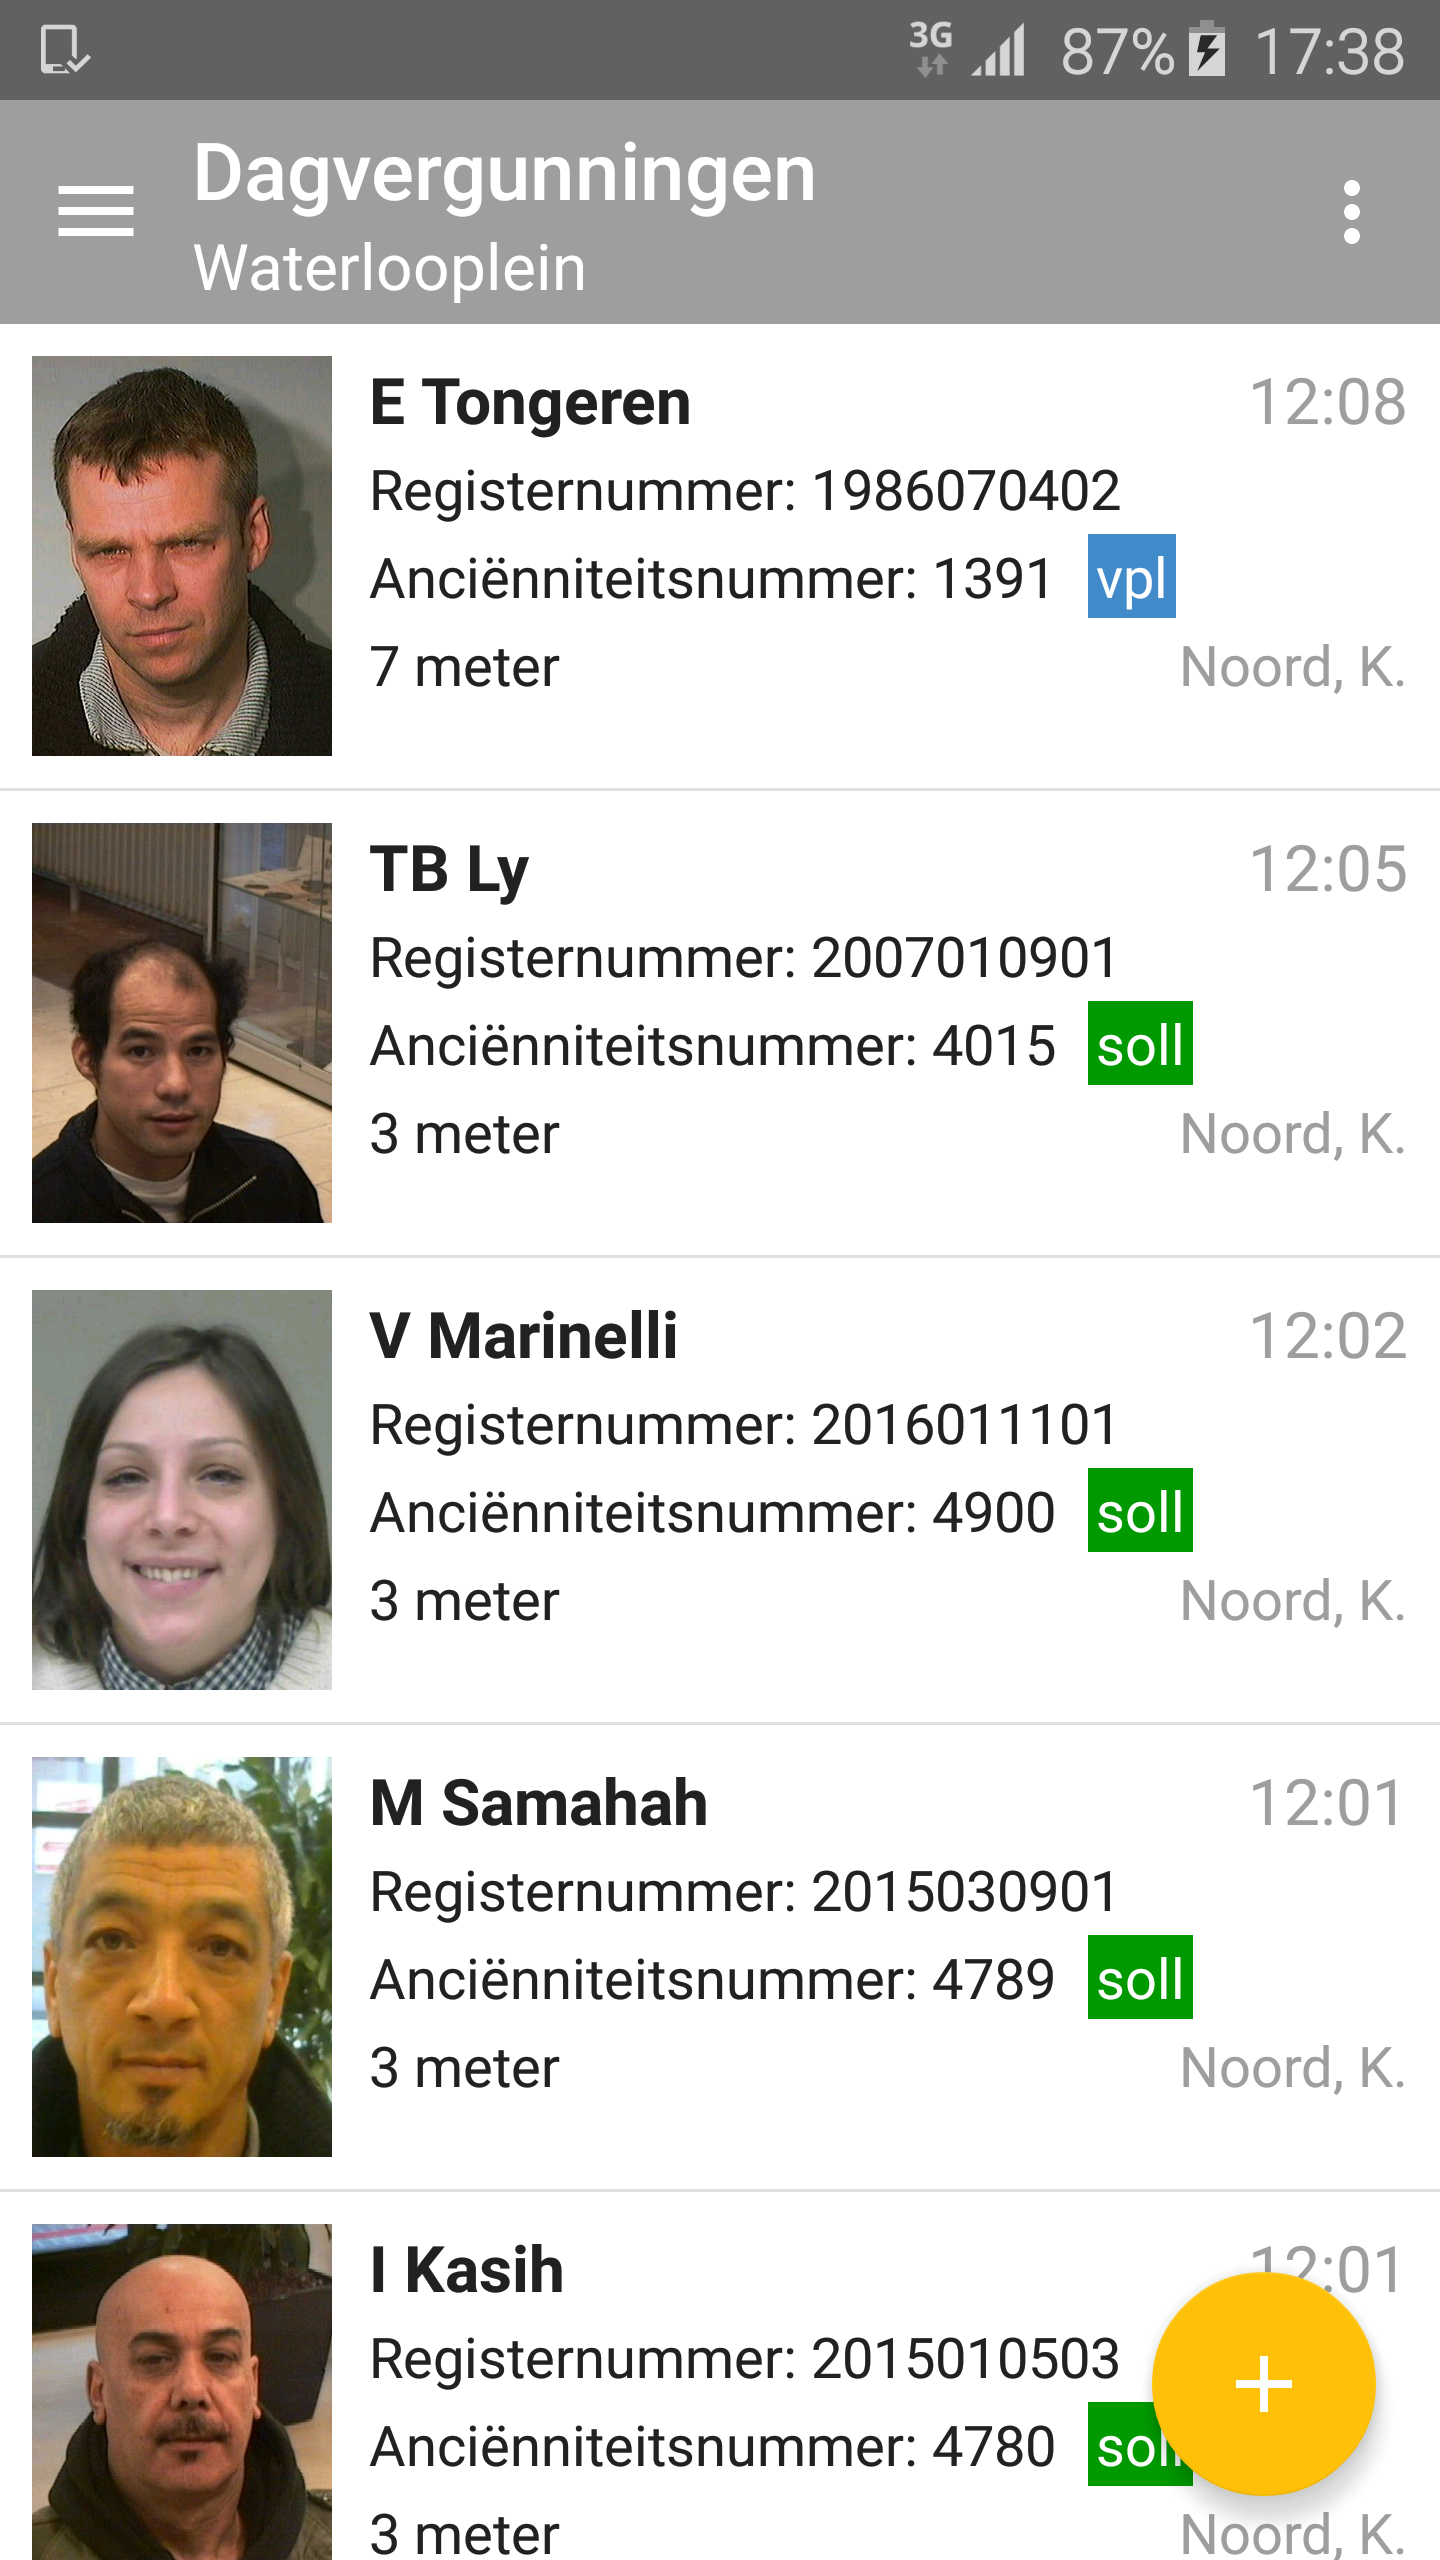 3G 87% 17:38
Dagvergunningen
Waterlooplein
E Tongeren 12:08
Registernummer: 1986070402
Anciënniteitsnummer: 1391 vpl
7 meter Noord, K.
TB Ly 12:05
Registernummer: 2007010901
Anciënniteitsnummer: 4015 soll
3 meter Noord, K.
V Marinelli 12:02
Registernummer: 2016011101
Anciënniteitsnummer: 4900 soll
3 meter Noord, K.
M Samahah 12:01
Registernummer: 2015030901
Anciënniteitsnummer: 4789 soll
3 meter Noord, K.
I Kasih 12:01
Registernummer: 2015010503
Anciënniteitsnummer: 4780 soll
3 meter Noord, K.